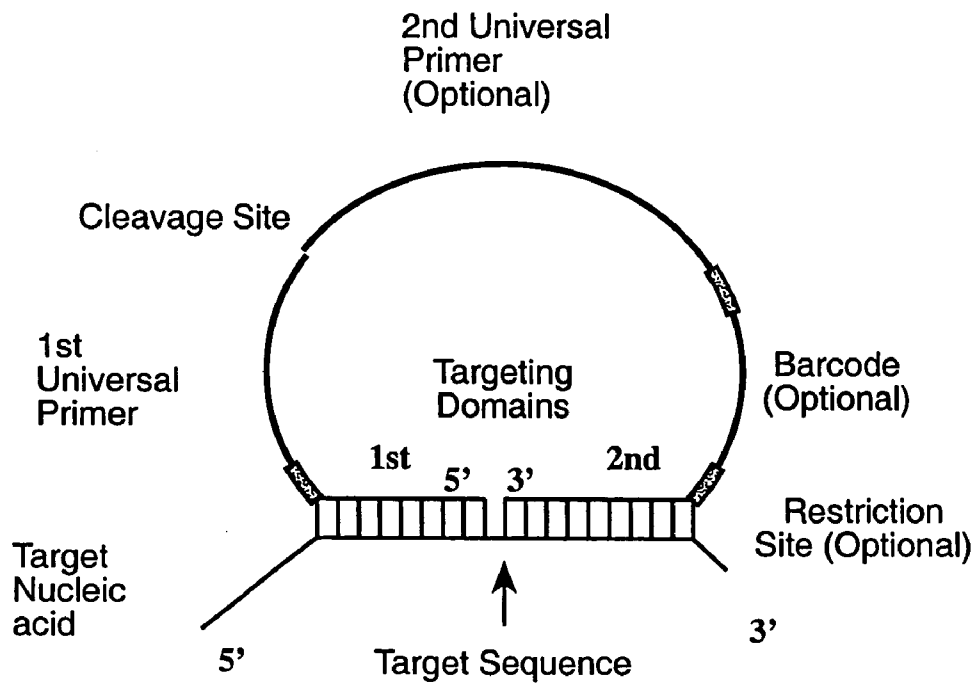 2nd Universal
Primer
(Optional)
Cleavage Site
1st
Universal
Primer
Targeting
Domains
Barcode
(Optional)
1st
5'
3'
2nd
Restriction
Site (Optional)
Target
Nucleic
acid
5'
Target Sequence
3'